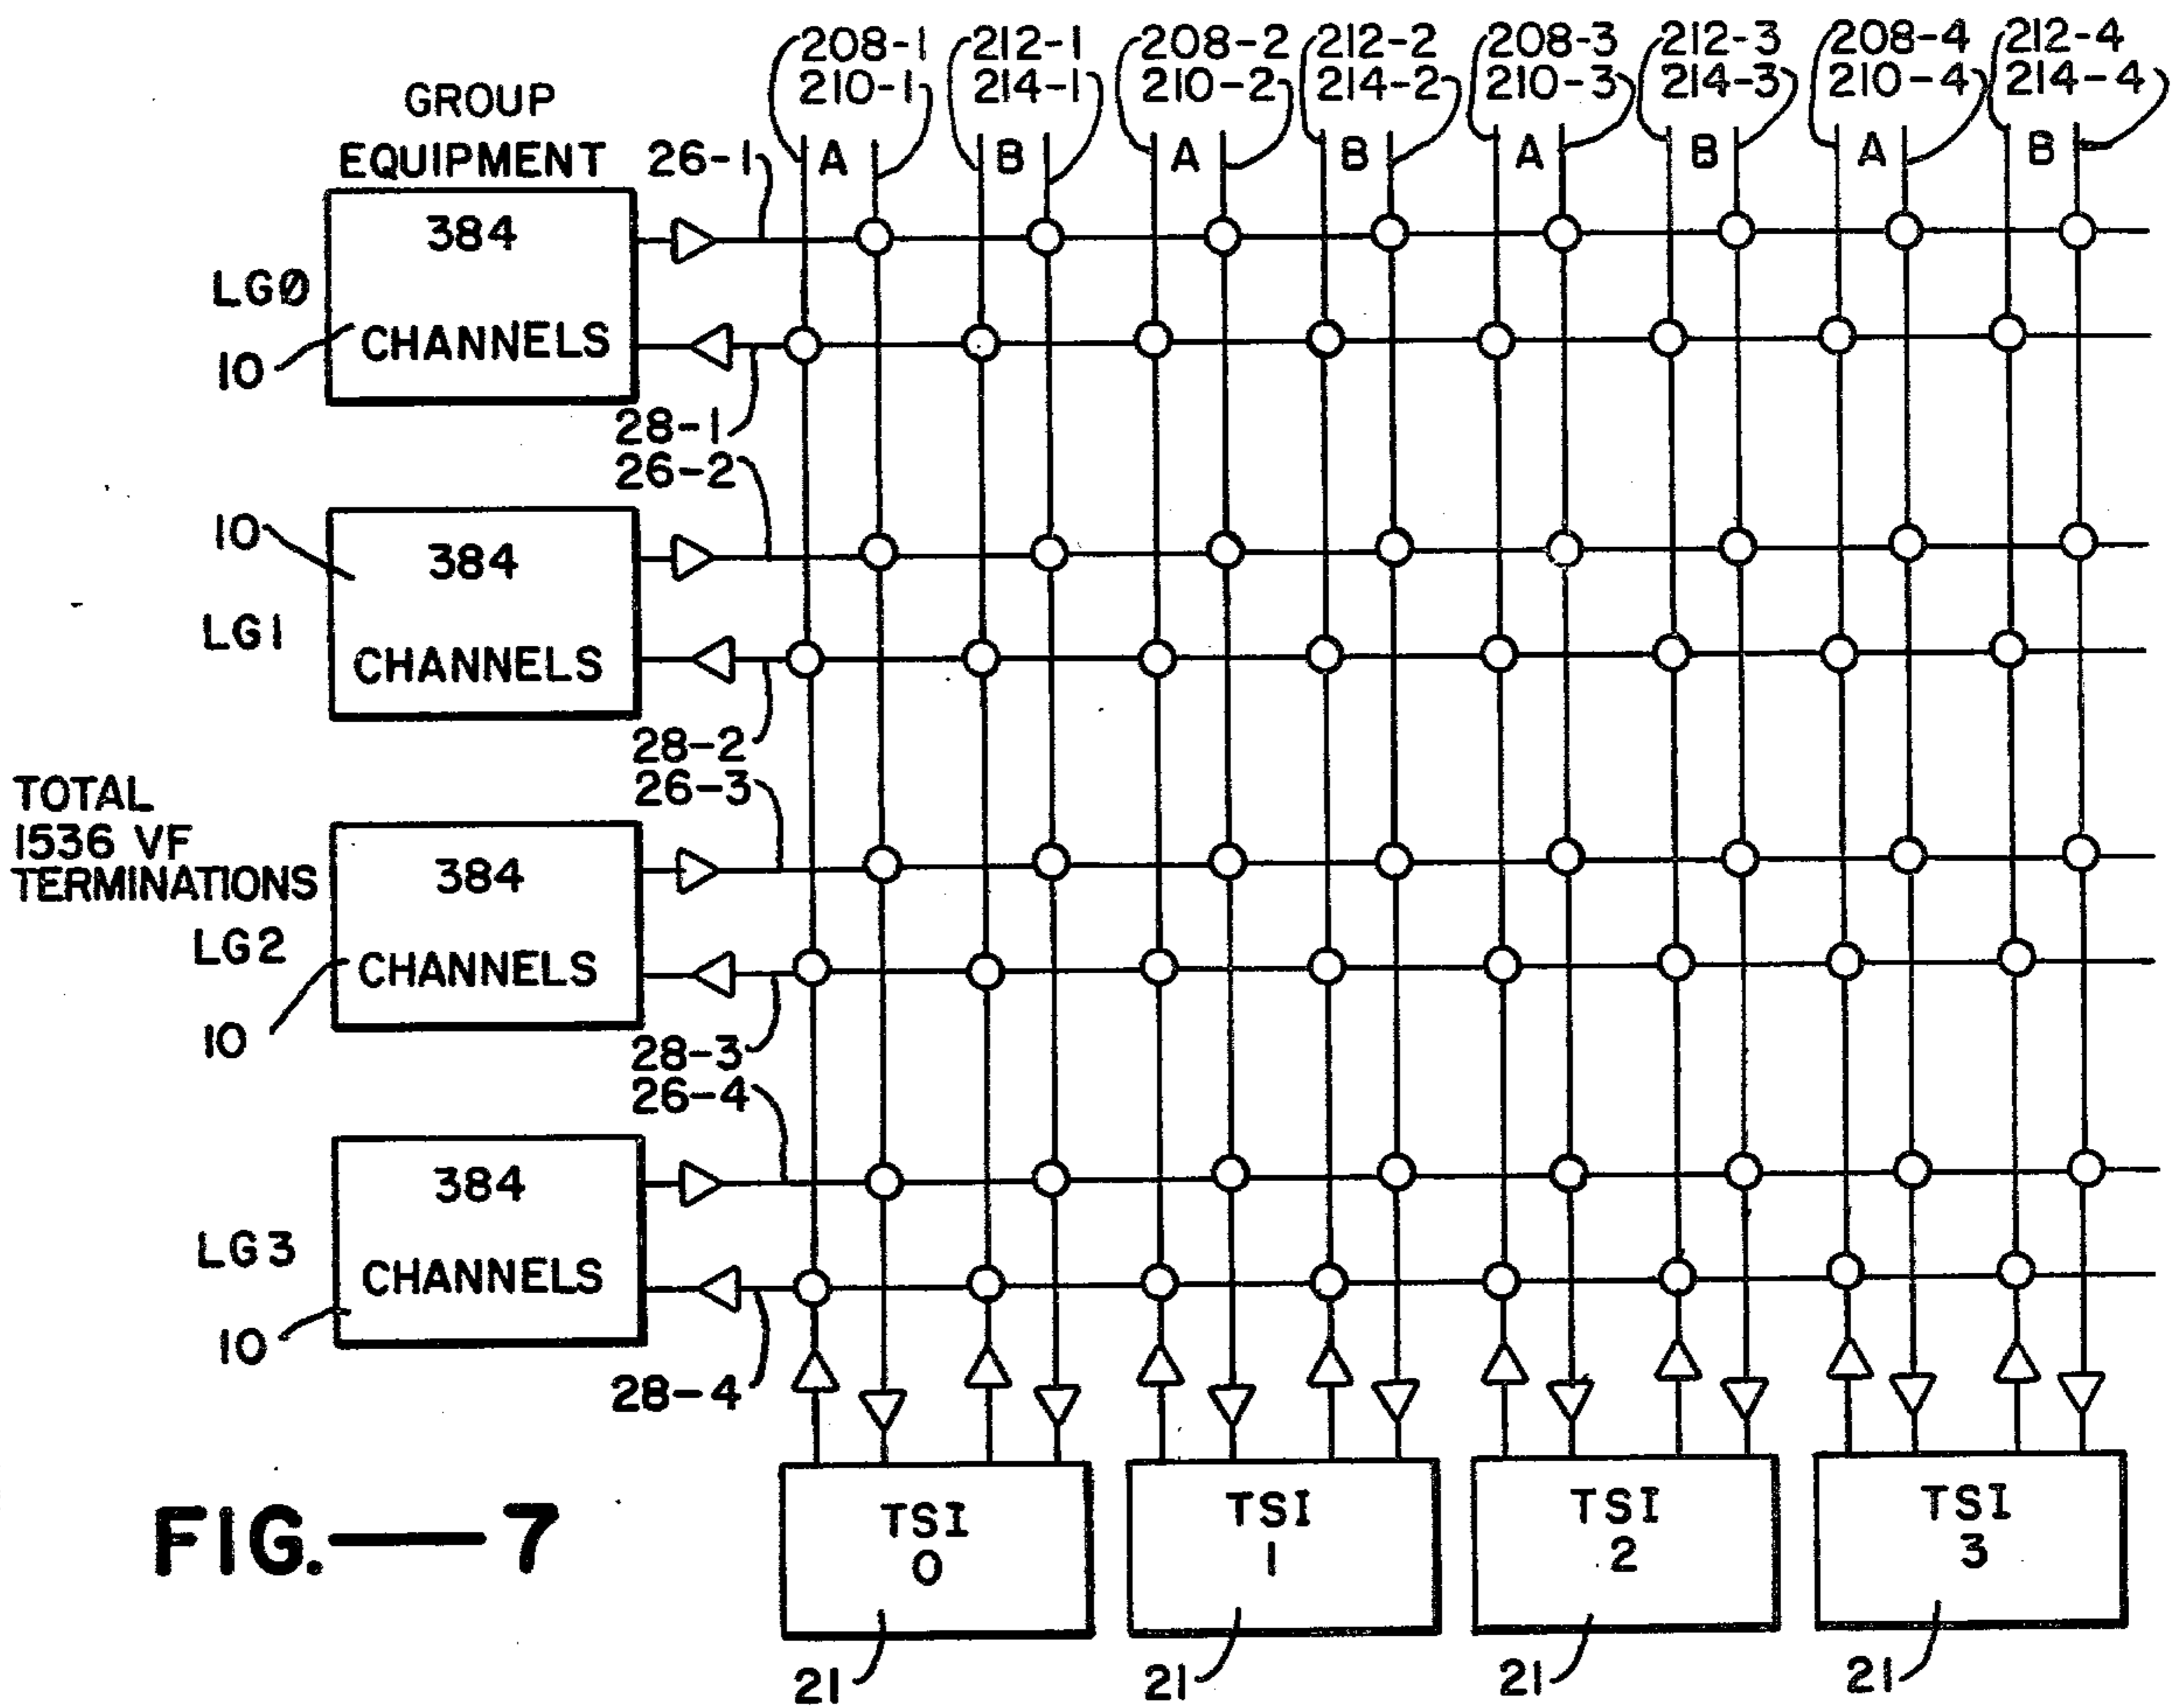 208-1 212-1 208-2 212-2 208-3 212-3 208-4 212-4
210-1 214-1 210-2 214-2 210-3 214-3 210-4 214-4
GROUP
EQUIPMENT
26-1
A B A B A B A B
384
LGØ
CHANNELS
10
28-1
26-2
10
384
LG1
CHANNELS
28-2
26-3
TOTAL
1536 VF
TERMINATIONS
384
LG2
CHANNELS
10
28-3
26-4
384
LG3
CHANNELS
10
28-4
TSI TSI TSI TSI
0 1 2 3
FIG.—7
21 21 21 21